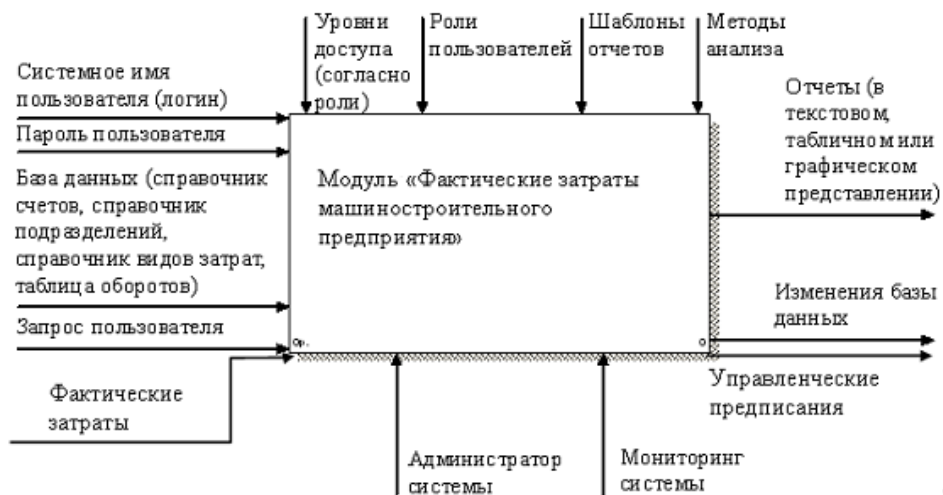 Уровни
доступа
(согласно
роли)
Роли
пользователей
Шаблоны
отчетов
Методы
анализа
Системное имя
пользователя (логин)
Пароль пользователя
База данных (справочник
счетов, справочник
подразделений,
справочник видов затрат,
таблица оборотов)
Запрос пользователя
Фактические
затраты
Модуль «Фактические затраты
машиностроительного
предприятия»
0р.
0
Отчеты (в
текстовом,
табличном или
графическом
представлении)
Изменения базы
данных
Управленческие
предписания
Администратор
системы
Мониторинг
системы